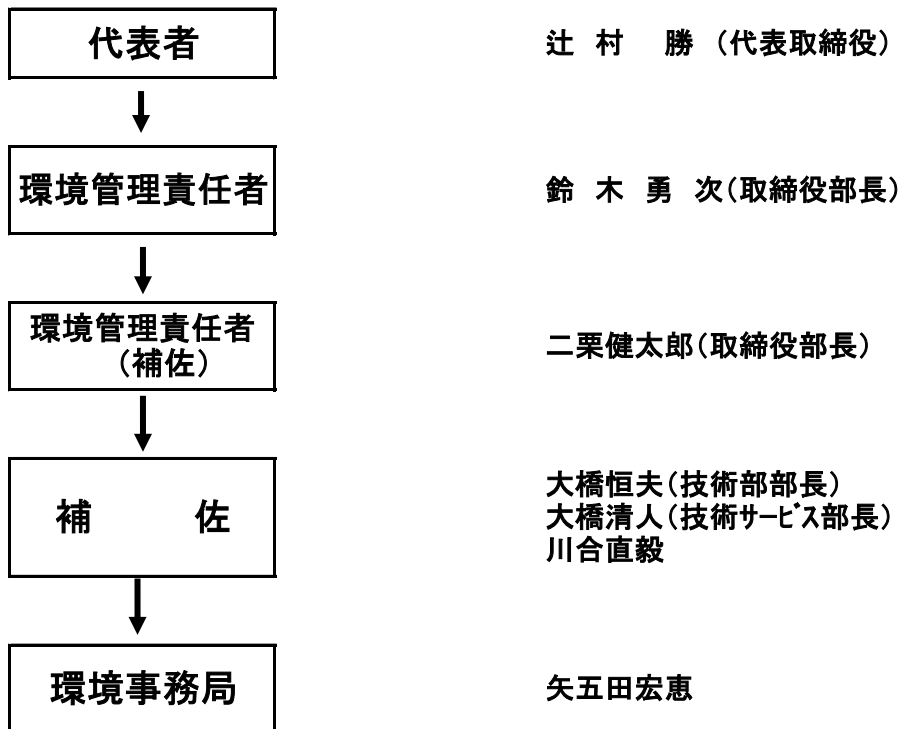 代表者　辻　村　　勝　（代表取締役）
環境管理責任者　鈴　木　勇　次（取締役部長）
環境管理責任者
（補佐）
二栗健太郎（取締役部長）
補　　　佐
大橋恒夫（技術部部長）
大橋清人（技術ｻｰﾋﾞｽ部長）
川合直毅
環境事務局　矢五田宏恵